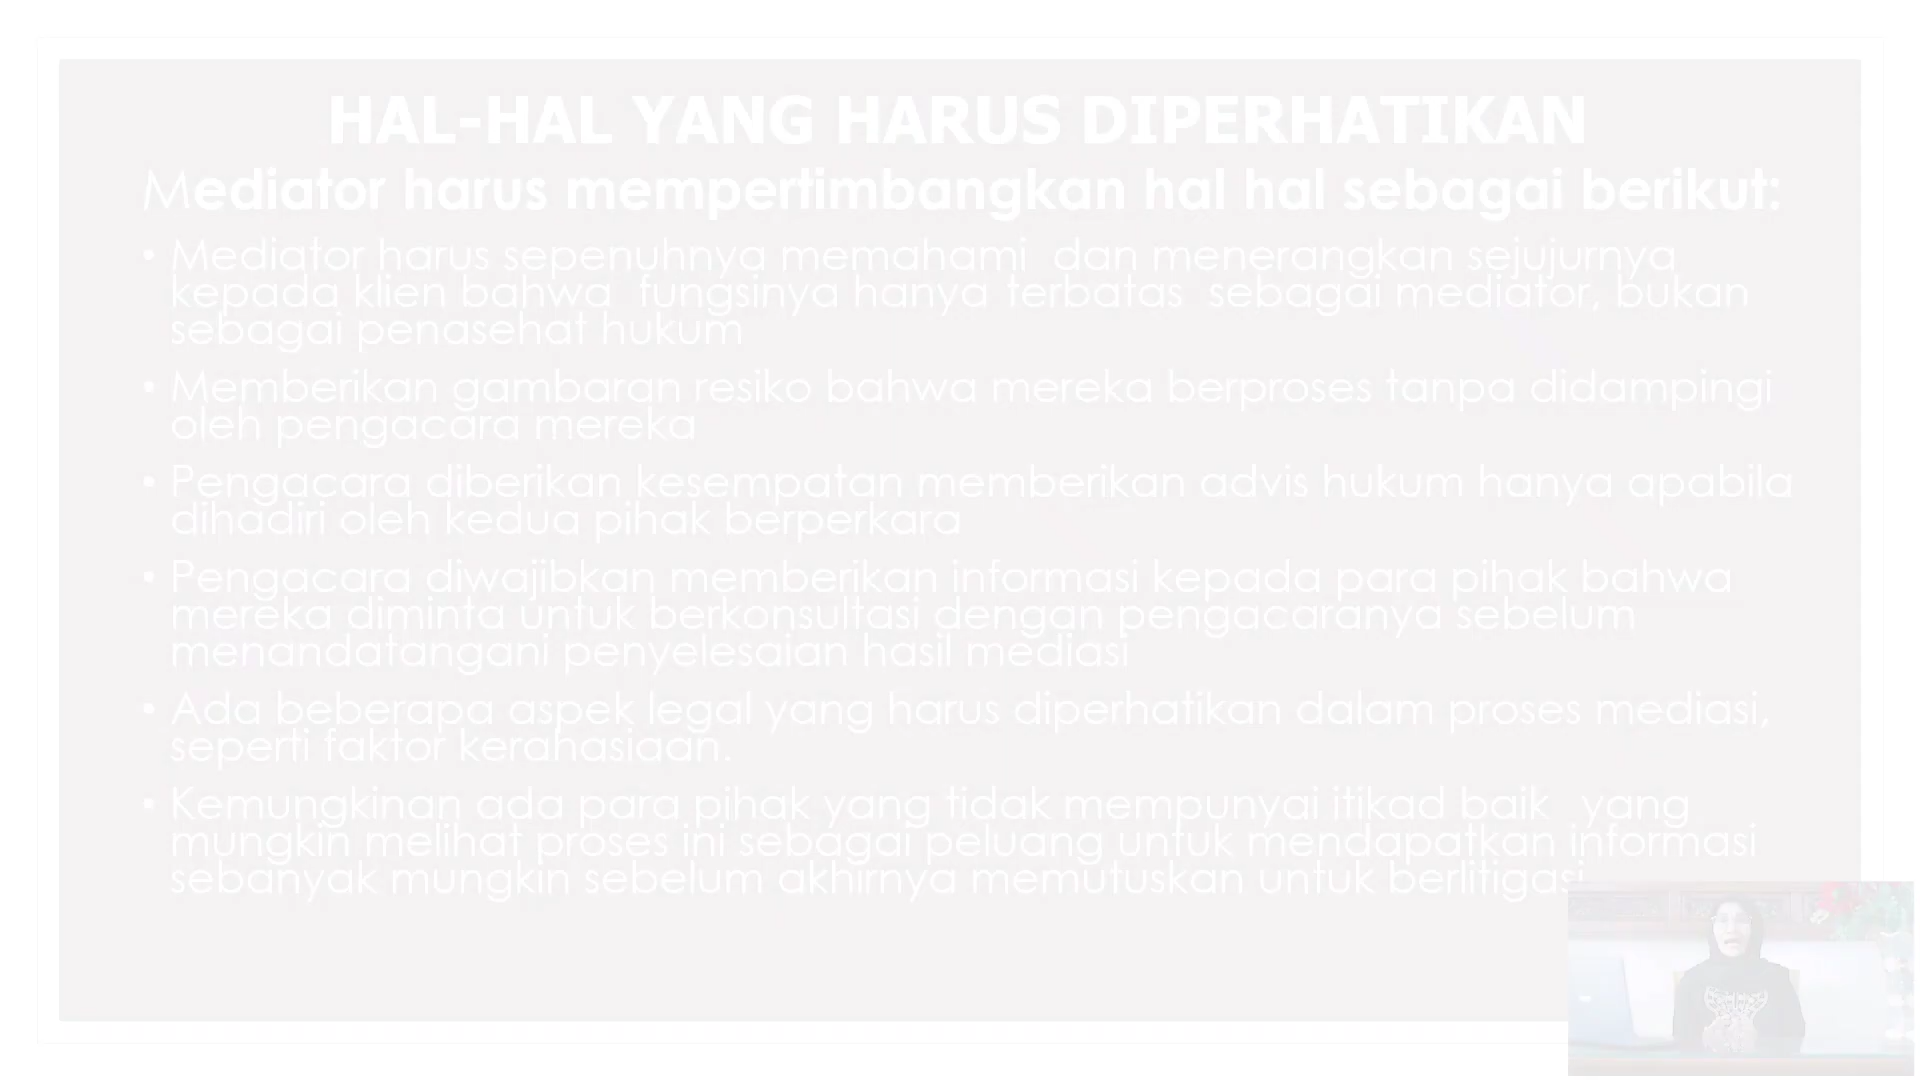 HAL-HAL YANG HARUS DIPERHATIKAN
Mediator harus mempertimbangkan hal hal sebagai berikut:
• Mediator harus sepenuhnya memahami dan menerangkan sejujurnya
kepada klien bahwa fungsinya hanya terbatas sebagai mediator, bukan
sebagai penasehat hukum
• Memberikan gambaran resiko bahwa mereka berproses tanpa didampingi
oleh pengacara mereka
• Pengacara diberikan kesempatan memberikan advis hukum hanya apabila
dihadiri oleh kedua pihak berperkara
• Pengacara diwajibkan memberikan informasi kepada para pihak bahwa
mereka diminta untuk berkonsultasi dengan pengacaranya sebelum
menandatangani penyelesaian hasil mediasi
• Ada beberapa aspek legal yang harus diperhatikan dalam proses mediasi,
seperti faktor kerahasiaan.
• Kemungkinan ada para pihak yang tidak mempunyai itikad baik yang
mungkin melihat proses ini sebagai peluang untuk mendapatkan informasi
sebanyak mungkin sebelum akhirnya memutuskan untuk berlitigasi